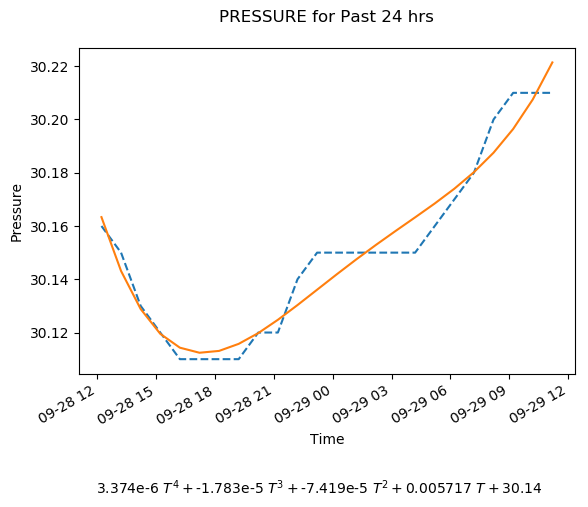 PRESSURE for Past 24 hrs
Pressure
30.22
30.20
30.18
30.16
30.14
30.12
09-28 12 09-28 15 09-28 18 09-28 21 09-29 00 09-29 03 09-29 06 09-29 09 09-29 12
Time
3.374e-6 T⁴ + -1.783e-5 T³ + -7.419e-5 T² + 0.005717 T + 30.14